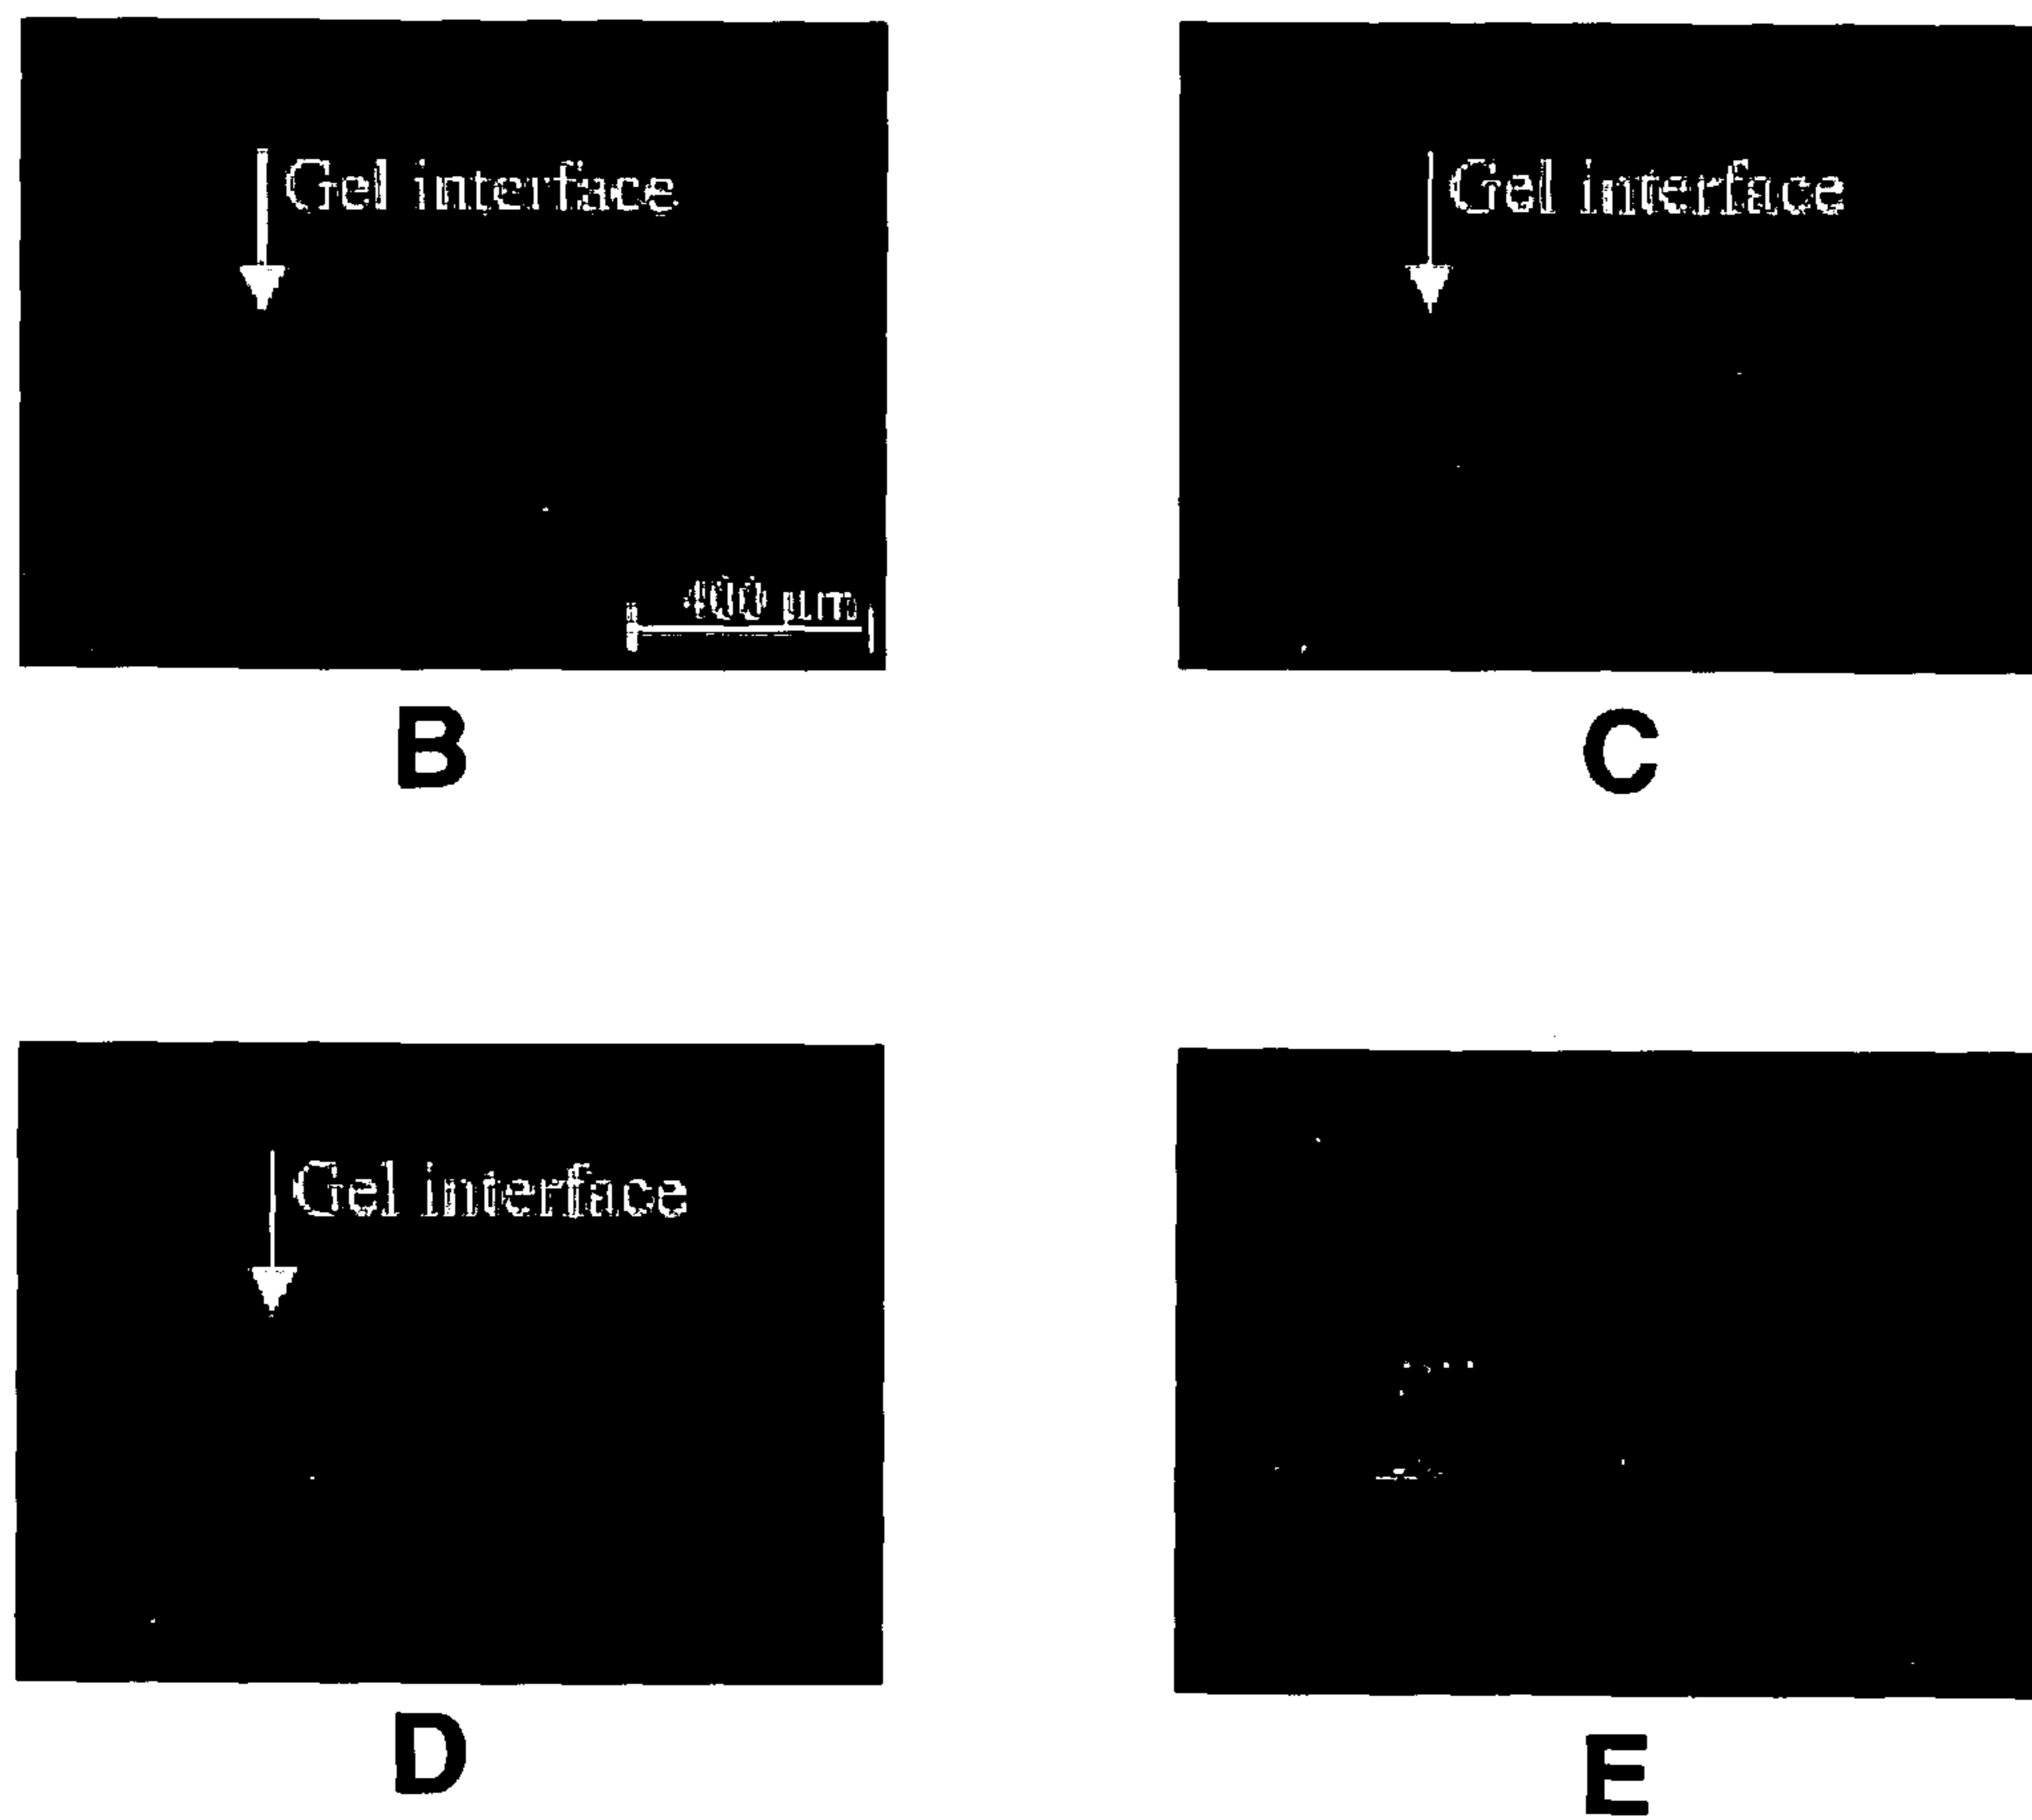 Gel interface
Gel interface
400 μm
B
C
Gel interface
D
E